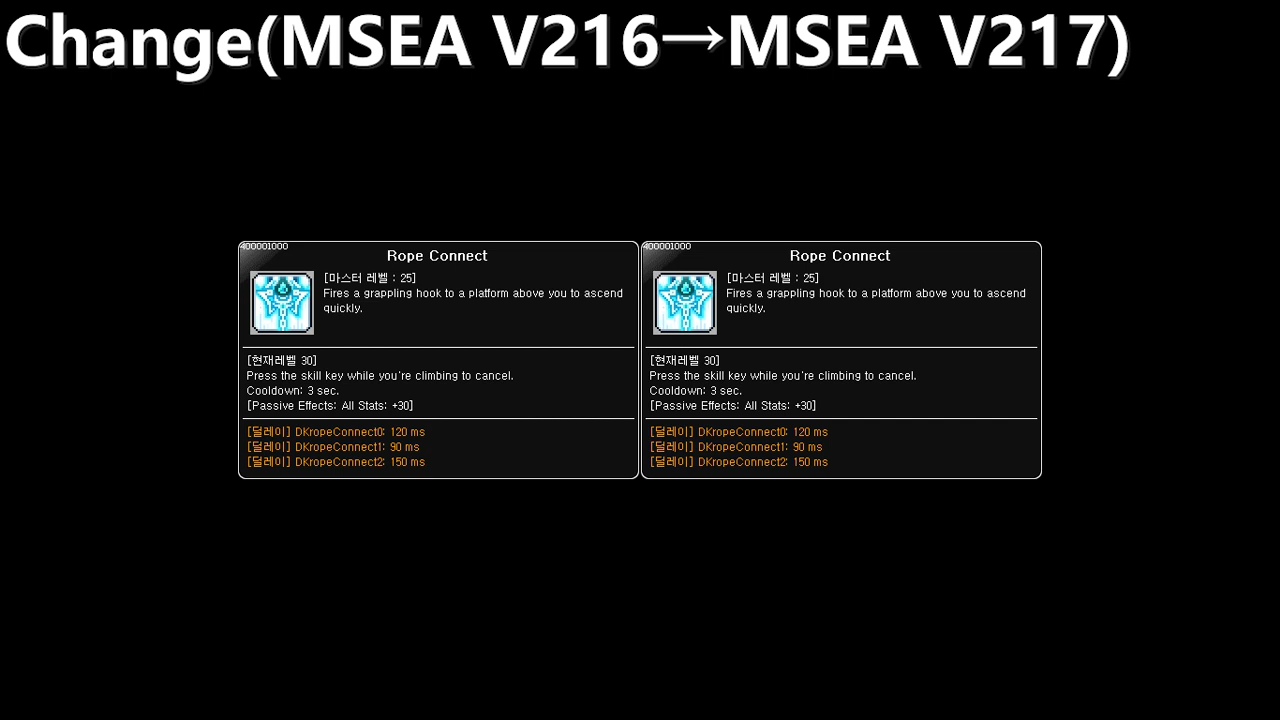 Change(MSEA V216→MSEA V217)
400001000
Rope Connect
[마스터 레벨 : 25]
Fires a grappling hook to a platform above you to ascend
quickly.
[현재레벨 30]
Press the skill key while you're climbing to cancel.
Cooldown: 3 sec.
[Passive Effects: All Stats: +30]
[딜레이] DKropeConnect0: 120 ms
[딜레이] DKropeConnect1: 90 ms
[딜레이] DKropeConnect2: 150 ms
400001000
Rope Connect
[마스터 레벨 : 25]
Fires a grappling hook to a platform above you to ascend
quickly.
[현재레벨 30]
Press the skill key while you're climbing to cancel.
Cooldown: 3 sec.
[Passive Effects: All Stats: +30]
[딜레이] DKropeConnect0: 120 ms
[딜레이] DKropeConnect1: 90 ms
[딜레이] DKropeConnect2: 150 ms